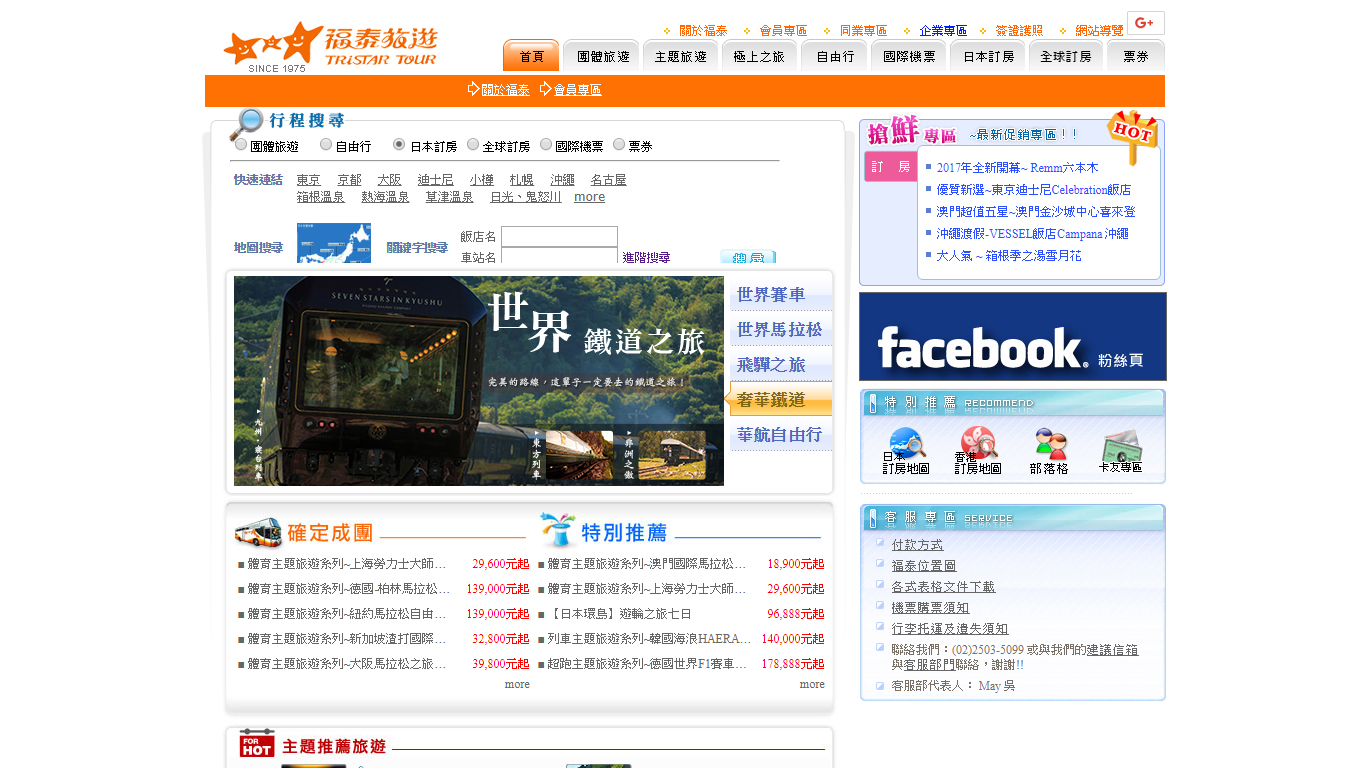 福泰旅遊
TRISTAR TOUR
SINCE 1975
關於福泰 會員專區 同業專區 企業專區 簽證護照 網站導覽 G+
首頁 團體旅遊 主題旅遊 極上之旅 自由行 國際機票 日本訂房 全球訂房 票券
關於福泰 會員專區
行程搜尋
團體旅遊 自由行 日本訂房 全球訂房 國際機票 票券
快速連結 東京 京都 大阪 迪士尼 小樽 札幌 沖繩 名古屋
箱根溫泉 熱海溫泉 草津溫泉 日光、鬼怒川 more
地圖搜尋 關鍵字搜尋 飯店名
車站名 進階搜尋 搜尋
搶鮮專區 ~最新促銷專區!! HOT
訂房
2017年全新開幕~ Remm六本木
優質新選~東京迪士尼Celebration飯店
澳門超值五星~澳門金沙城中心喜來登
沖繩渡假-VESSEL飯店Campana 沖繩
大人氣 ~ 箱根季之湯雪月花
SEVEN STARS IN KYUSHU
世界鐵道之旅
完美的路線，這輩子一定要去的鐵道之旅！
九州‧寢台列車
東方列車
非洲之傲
世界賽車
世界馬拉松
飛驒之旅
奢華鐵道
華航自由行
facebook. 粉絲頁
特別推薦 RECOMMEND
日本訂房地圖 香港訂房地圖 部落格 卡友專區
確定成團
體育主題旅遊系列~上海勞力士大師… 29,600元起
體育主題旅遊系列~德國-柏林馬拉松… 139,000元起
體育主題旅遊系列~紐約馬拉松自由… 139,000元起
體育主題旅遊系列~新加坡渣打國際… 32,800元起
體育主題旅遊系列~大阪馬拉松之旅… 39,800元起
more
特別推薦
體育主題旅遊系列~澳門國際馬拉松… 18,900元起
體育主題旅遊系列~上海勞力士大師… 29,600元起
【日本環島】遊輪之旅七日 96,888元起
列車主題旅遊系列~韓國海浪HAERA… 140,000元起
超跑主題旅遊系列~德國世界F1賽車… 178,888元起
more
客服專區 SERVICE
付款方式
福泰位置圖
各式表格文件下載
機票購票須知
行李托運及遺失須知
聯絡我們：(02)2503-5099 或與我們的建議信箱
與客服部門聯絡，謝謝!!
客服部代表人： May 吳
FOR HOT 主題推薦旅遊